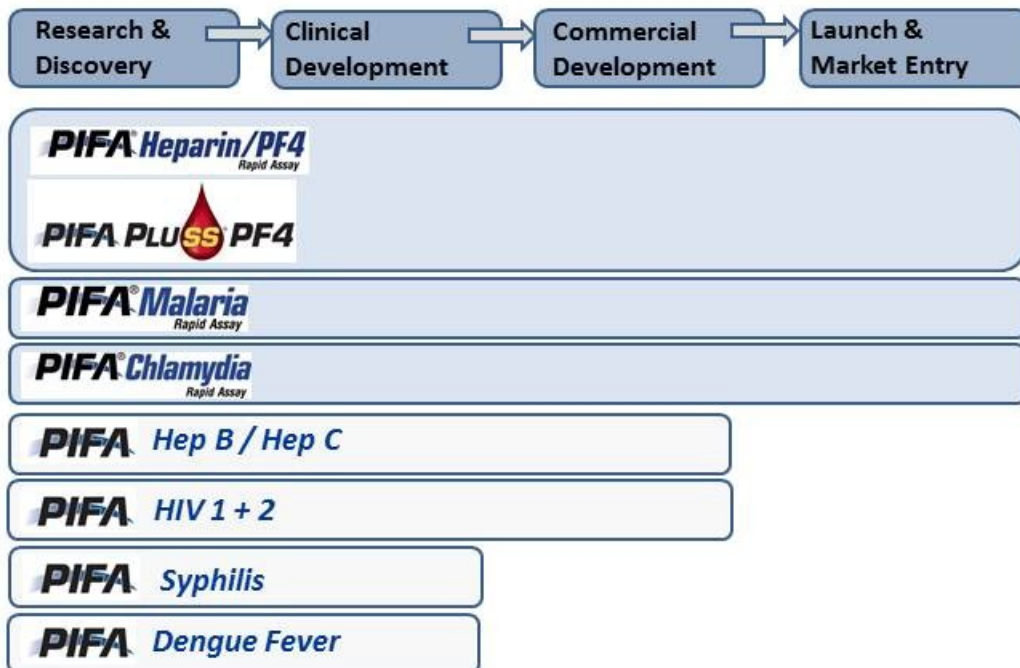 Research &
Discovery
Clinical
Development
Commercial
Development
Launch &
Market Entry
PIFA® Heparin/PF4
Rapid Assay
PIFA PLUSS® PF4
PIFA® Malaria
Rapid Assay
PIFA® Chlamydia
Rapid Assay
PIFA Hep B / Hep C
PIFA HIV 1 + 2
PIFA Syphilis
PIFA Dengue Fever